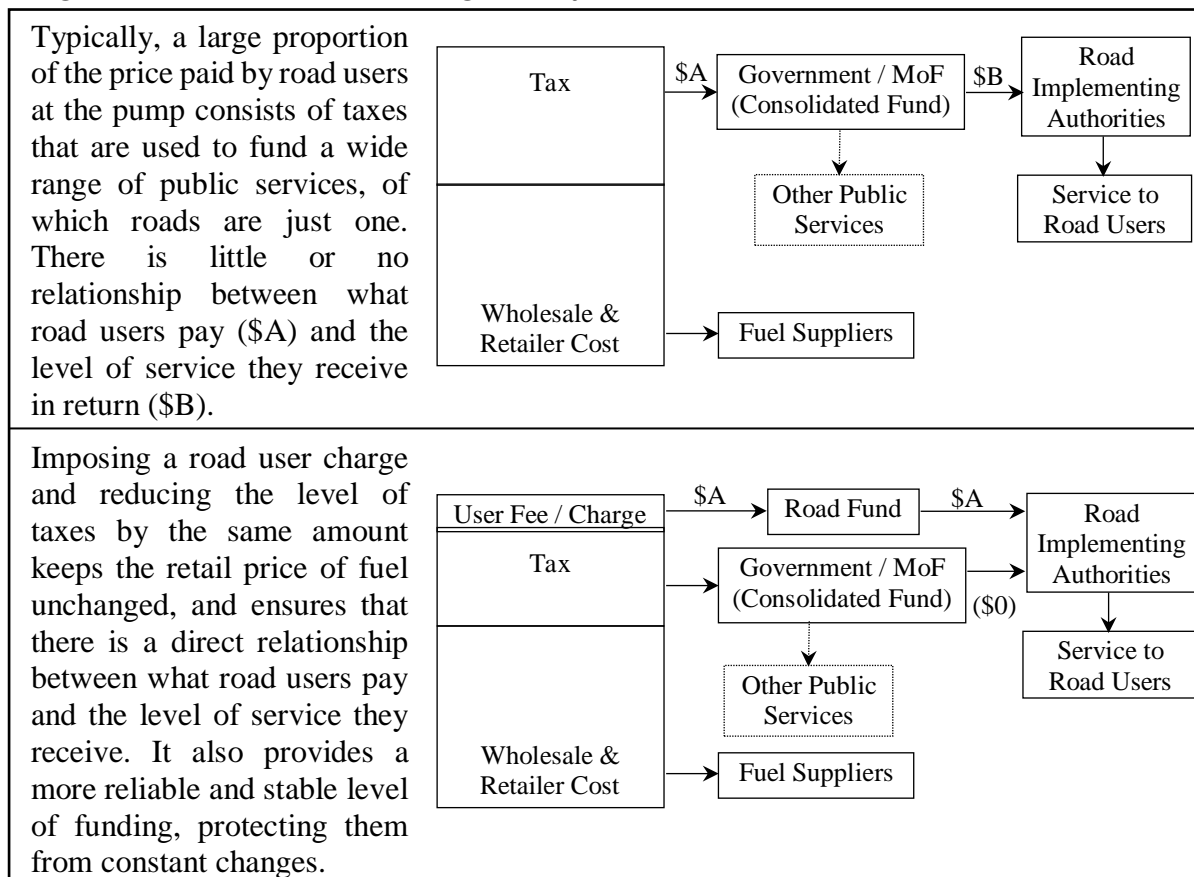 Typically, a large proportion
of the price paid by road users
at the pump consists of taxes
that are used to fund a wide
range of public services, of
which roads are just one.
There is little or no
relationship between what
road users pay ($A) and the
level of service they receive
in return ($B).
Tax
$A
Government / MoF
(Consolidated Fund)
$B
Road
Implementing
Authorities
Other Public
Services
Service to
Road Users
Wholesale &
Retailer Cost
Fuel Suppliers
Imposing a road user charge
and reducing the level of
taxes by the same amount
keeps the retail price of fuel
unchanged, and ensures that
there is a direct relationship
between what road users pay
and the level of service they
receive. It also provides a
more reliable and stable level
of funding, protecting them
from constant changes.
User Fee / Charge
$A
Road Fund
$A
Road
Implementing
Authorities
Tax
Government / MoF
(Consolidated Fund)
($0)
Other Public
Services
Service to
Road Users
Wholesale &
Retailer Cost
Fuel Suppliers